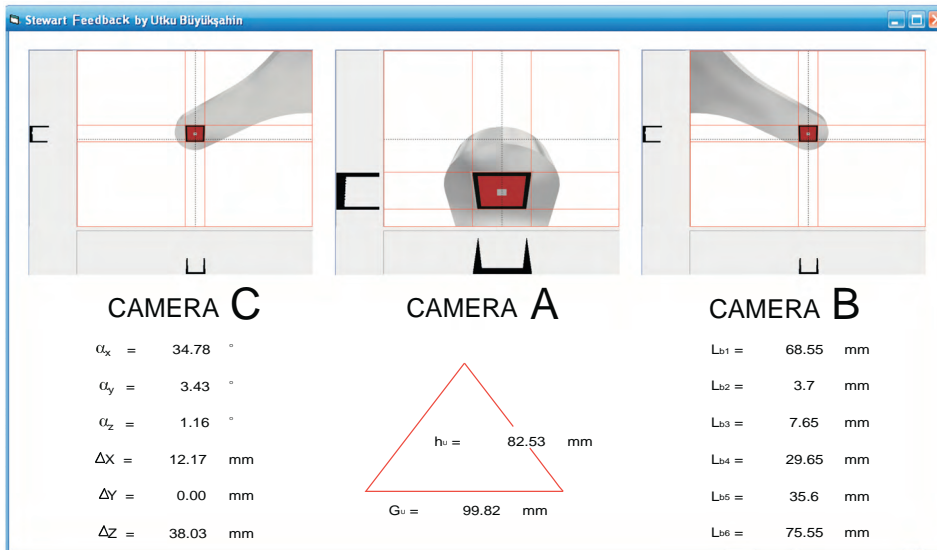 Stewart Feedback by Utku Büyükşahin
CAMERA C
CAMERA A
CAMERA B
αx = 34.78 °
αy = 3.43 °
αz = 1.16 °
ΔX = 12.17 mm
ΔY = 0.00 mm
ΔZ = 38.03 mm
hu = 82.53 mm
Gu = 99.82 mm
Lb1 = 68.55 mm
Lb2 = 3.7 mm
Lb3 = 7.65 mm
Lb4 = 29.65 mm
Lb5 = 35.6 mm
Lb6 = 75.55 mm